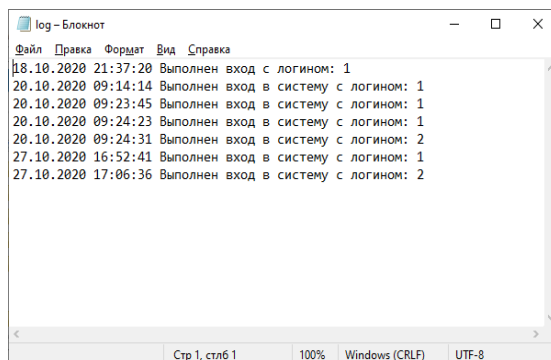 log – Блокнот
Файл Правка Формат Вид Справка
18.10.2020 21:37:20 Выполнен вход с логином: 1
20.10.2020 09:14:14 Выполнен вход в систему с логином: 1
20.10.2020 09:23:45 Выполнен вход в систему с логином: 1
20.10.2020 09:24:23 Выполнен вход в систему с логином: 1
20.10.2020 09:24:31 Выполнен вход в систему с логином: 2
27.10.2020 16:52:41 Выполнен вход в систему с логином: 1
27.10.2020 17:06:36 Выполнен вход в систему с логином: 2
Стр 1, стлб 1 100% Windows (CRLF) UTF-8